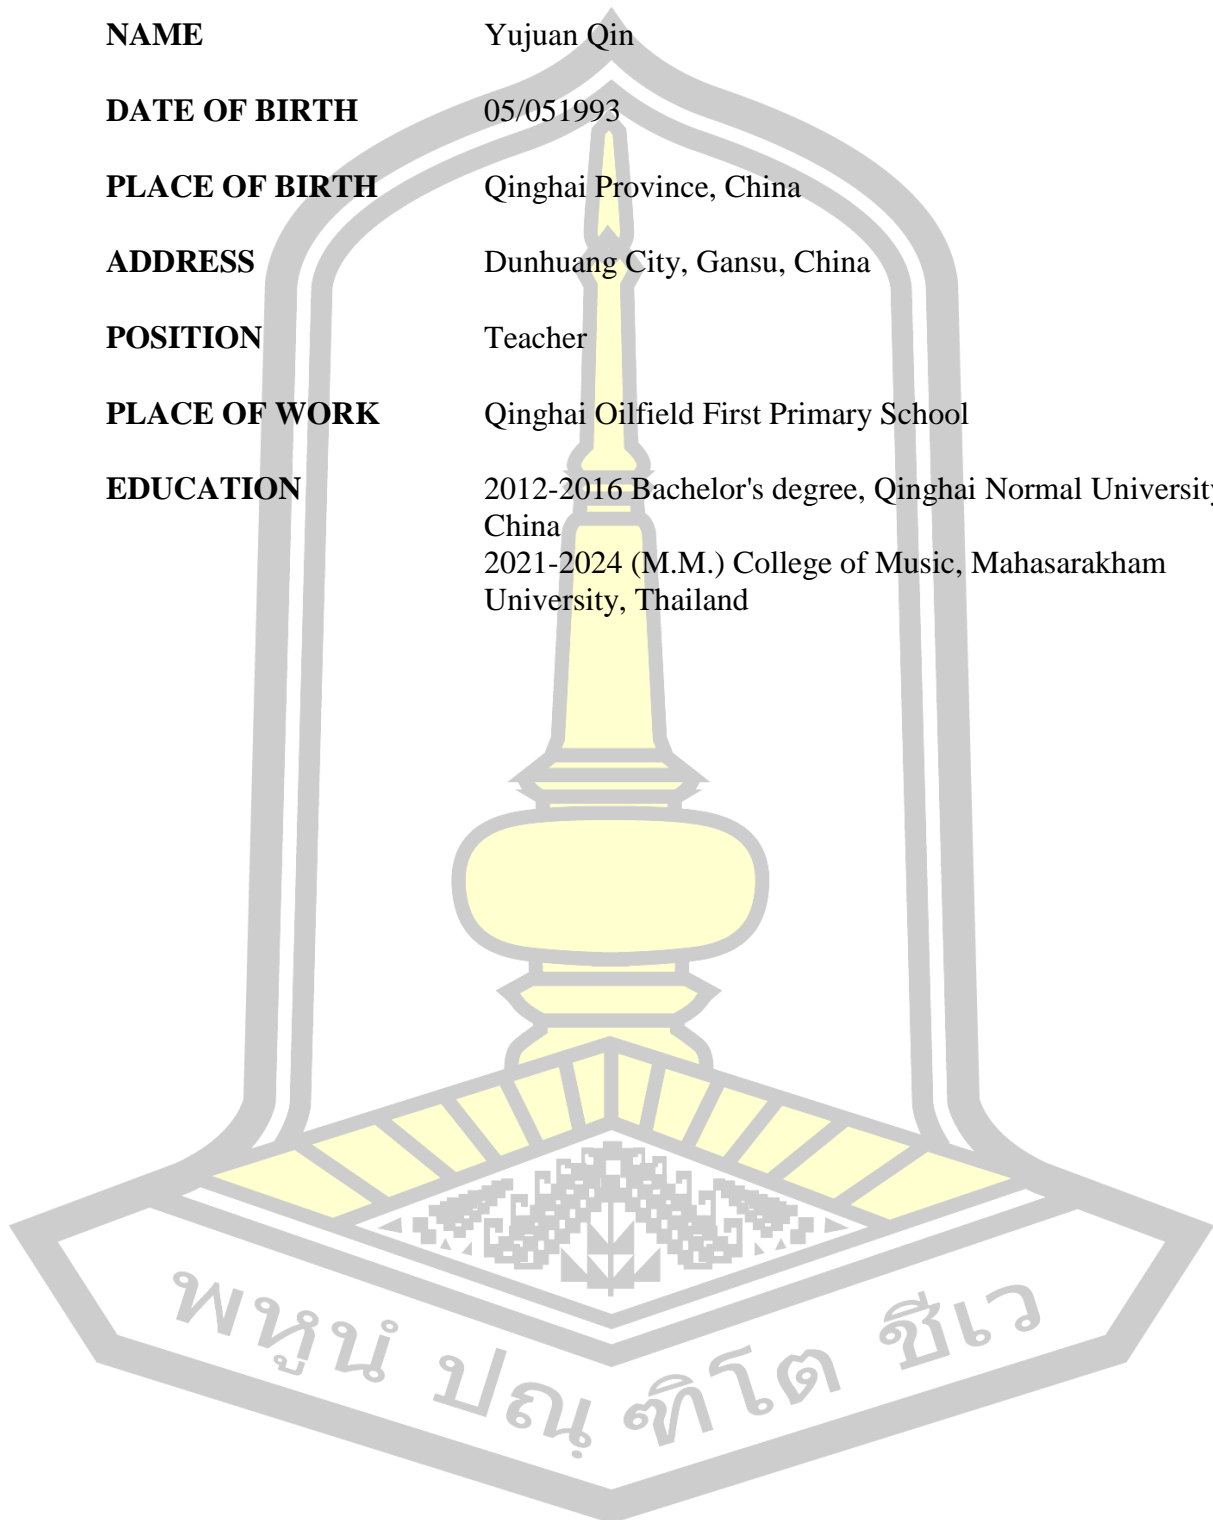 NAME Yujuan Qin
DATE OF BIRTH 05/051993
PLACE OF BIRTH Qinghai Province, China
ADDRESS Dunhuang City, Gansu, China
POSITION Teacher
PLACE OF WORK Qinghai Oilfield First Primary School
EDUCATION 2012-2016 Bachelor's degree, Qinghai Normal University
China
2021-2024 (M.M.) College of Music, Mahasarakham
University, Thailand
พหูนํ ปณฺ ฑิโต ชีเว